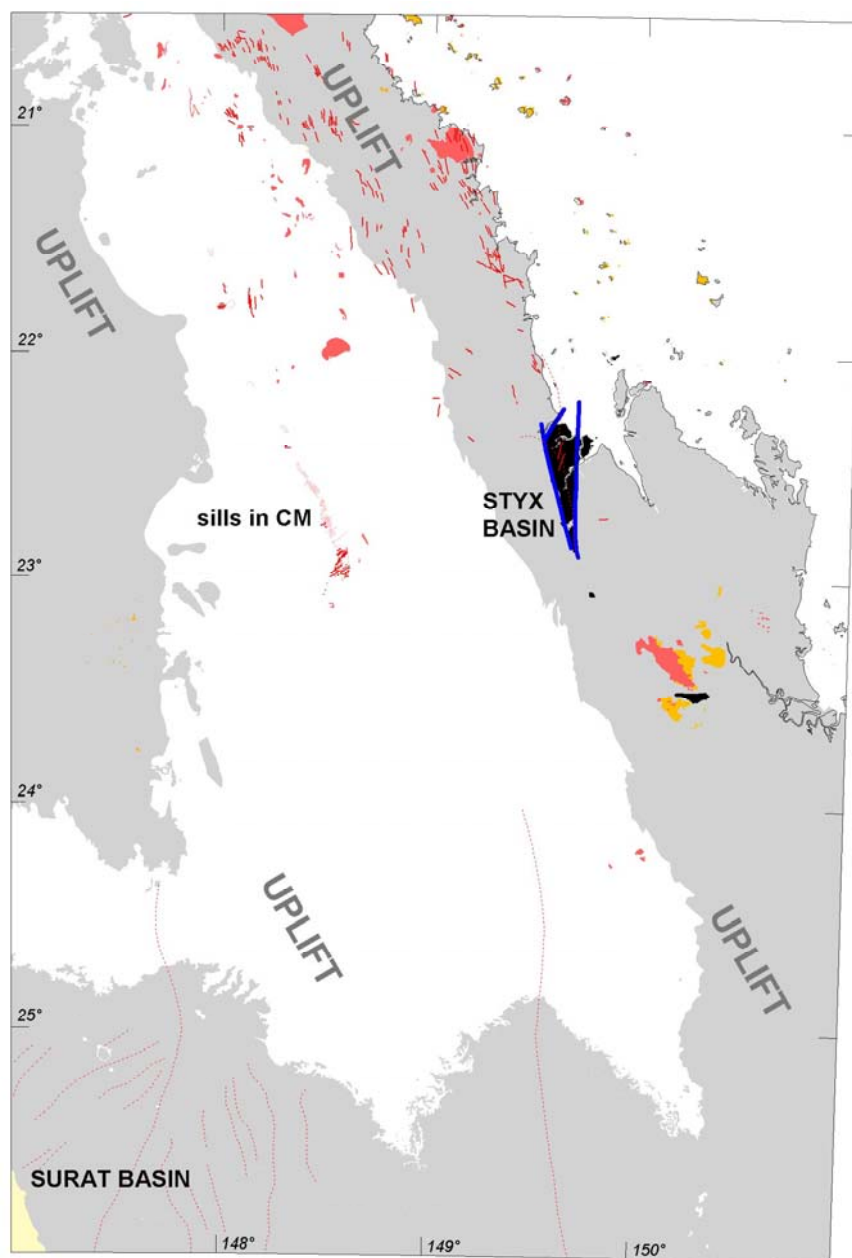 UPLIFT
21°
UPLIFT
22°
sills in CM
STYX
BASIN
23°
24°
UPLIFT
UPLIFT
25°
SURAT BASIN
148°
149°
150°